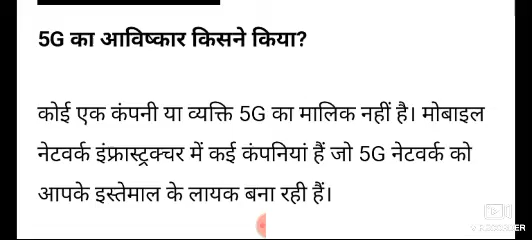 5G का आविष्कार किसने किया?
कोई एक कंपनी या व्यक्ति 5G का मालिक नहीं है। मोबाइल
नेटवर्क इंफ्रास्ट्रक्चर में कई कंपनियां हैं जो 5G नेटवर्क को
आपके इस्तेमाल के लायक बना रही हैं।